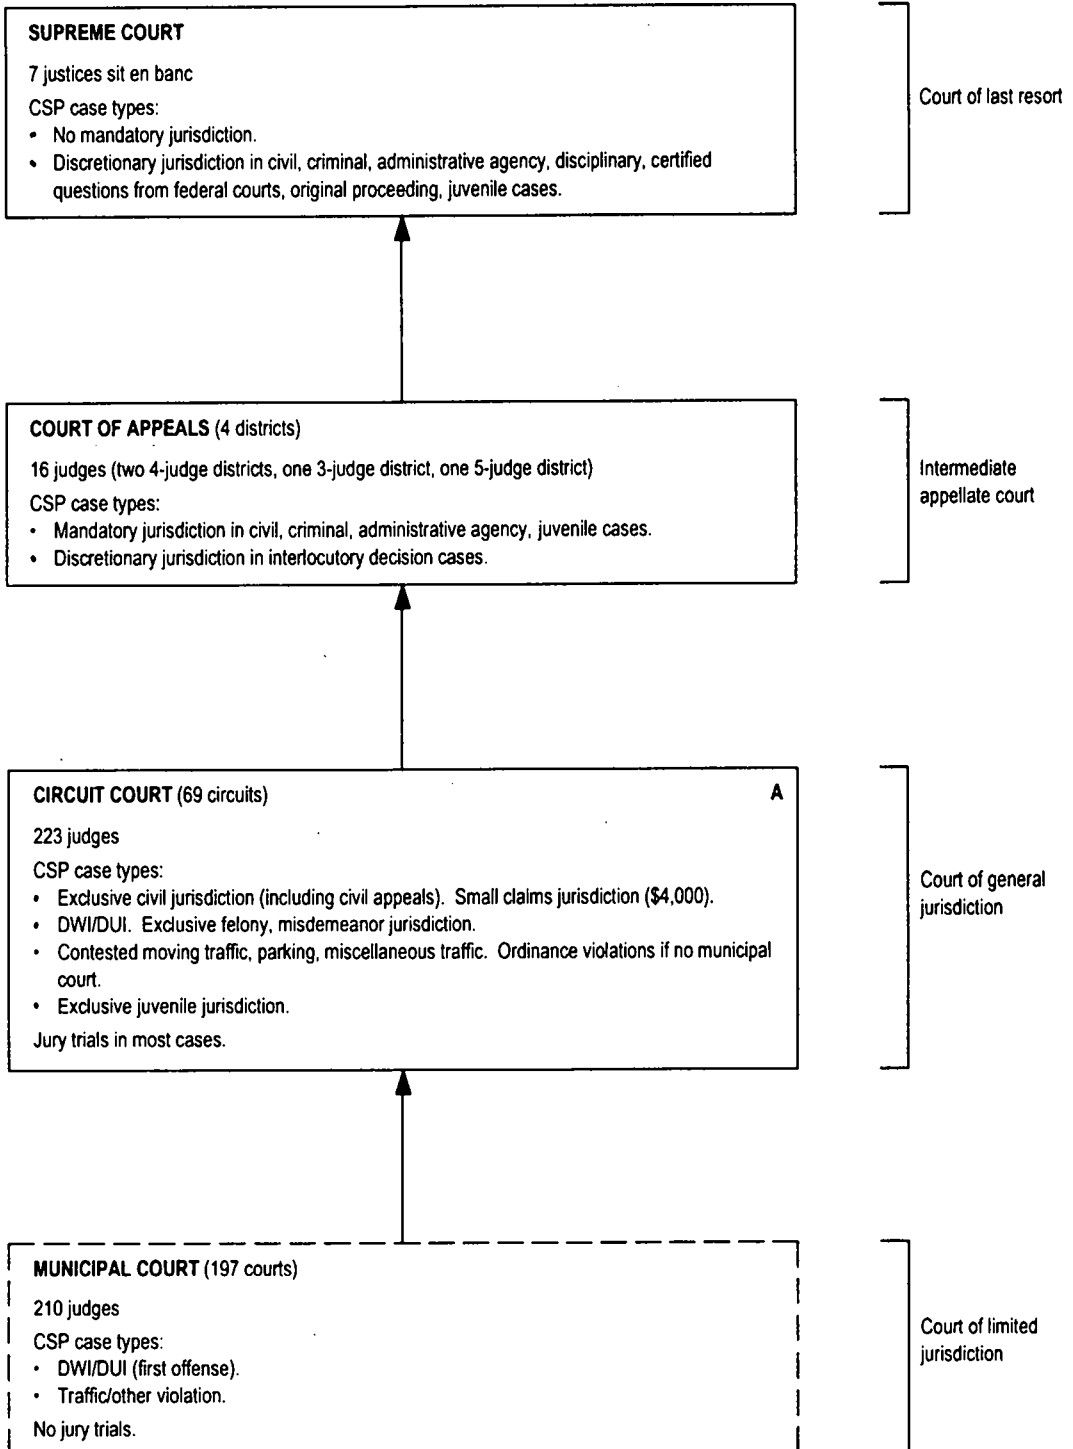 SUPREME COURT
7 justices sit en banc
CSP case types:
• No mandatory jurisdiction.
• Discretionary jurisdiction in civil, criminal, administrative agency, disciplinary, certified
questions from federal courts, original proceeding, juvenile cases.
Court of last resort
COURT OF APPEALS (4 districts)
16 judges (two 4-judge districts, one 3-judge district, one 5-judge district)
CSP case types:
• Mandatory jurisdiction in civil, criminal, administrative agency, juvenile cases.
• Discretionary jurisdiction in interlocutory decision cases.
Intermediate
appellate court
CIRCUIT COURT (69 circuits) A
223 judges
CSP case types:
• Exclusive civil jurisdiction (including civil appeals). Small claims jurisdiction ($4,000).
• DWI/DUI. Exclusive felony, misdemeanor jurisdiction.
• Contested moving traffic, parking, miscellaneous traffic. Ordinance violations if no municipal
court.
• Exclusive juvenile jurisdiction.
Jury trials in most cases.
Court of general
jurisdiction
MUNICIPAL COURT (197 courts)
210 judges
CSP case types:
• DWI/DUI (first offense).
• Traffic/other violation.
No jury trials.
Court of limited
jurisdiction